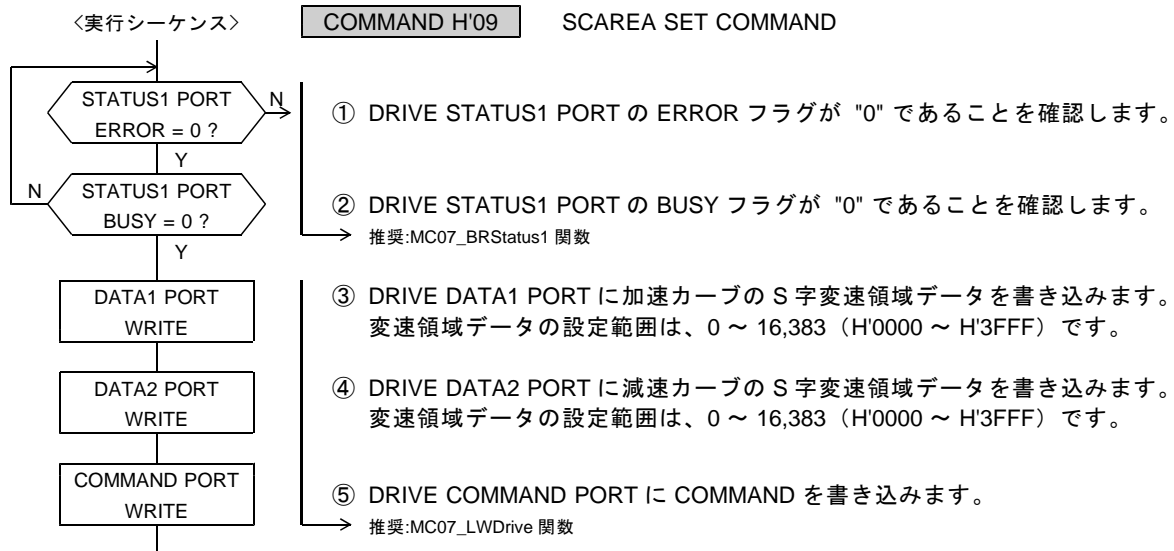 〈実行シーケンス〉
COMMAND H'09 SCAREA SET COMMAND
STATUS1 PORT
ERROR = 0 ?
N
Y
① DRIVE STATUS1 PORT の ERROR フラグが "0" であることを確認します。
STATUS1 PORT
BUSY = 0 ?
N
Y
② DRIVE STATUS1 PORT の BUSY フラグが "0" であることを確認します。
推奨:MC07_BRStatus1 関数
DATA1 PORT
WRITE
③ DRIVE DATA1 PORT に加速カーブの S 字変速領域データを書き込みます。
変速領域データの設定範囲は、0 ~ 16,383（H'0000 ~ H'3FFF）です。
DATA2 PORT
WRITE
④ DRIVE DATA2 PORT に減速カーブの S 字変速領域データを書き込みます。
変速領域データの設定範囲は、0 ~ 16,383（H'0000 ~ H'3FFF）です。
COMMAND PORT
WRITE
⑤ DRIVE COMMAND PORT に COMMAND を書き込みます。
推奨:MC07_LWDrive 関数